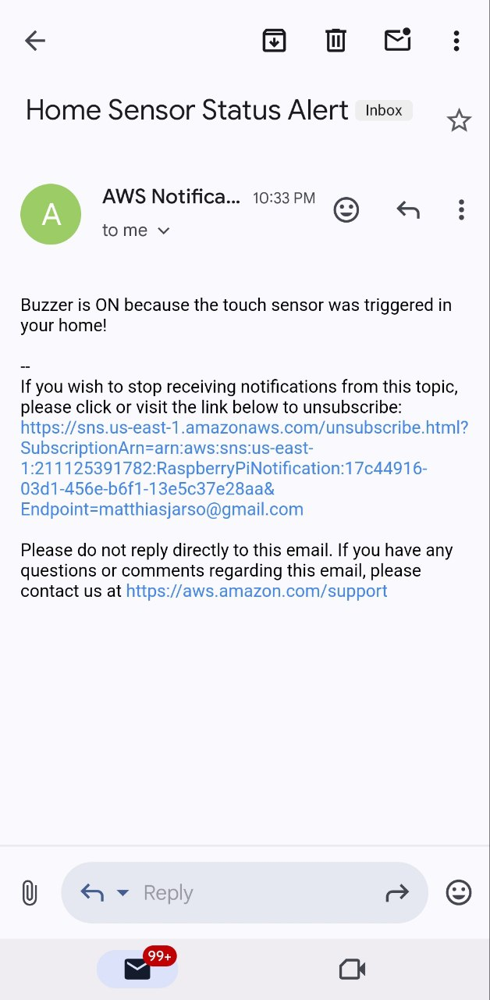 Home Sensor Status Alert Inbox
A
AWS Notifica... 10:33 PM
to me
Buzzer is ON because the touch sensor was triggered in
your home!
--
If you wish to stop receiving notifications from this topic,
please click or visit the link below to unsubscribe:
https://sns.us-east-1.amazonaws.com/unsubscribe.html?
SubscriptionArn=arn:aws:sns:us-east-
1:211125391782:RaspberryPiNotification:17c44916-
03d1-456e-b6f1-13e5c37e28aa&
Endpoint=matthiasjarso@gmail.com
Please do not reply directly to this email. If you have any
questions or comments regarding this email, please
contact us at https://aws.amazon.com/support
Reply
99+